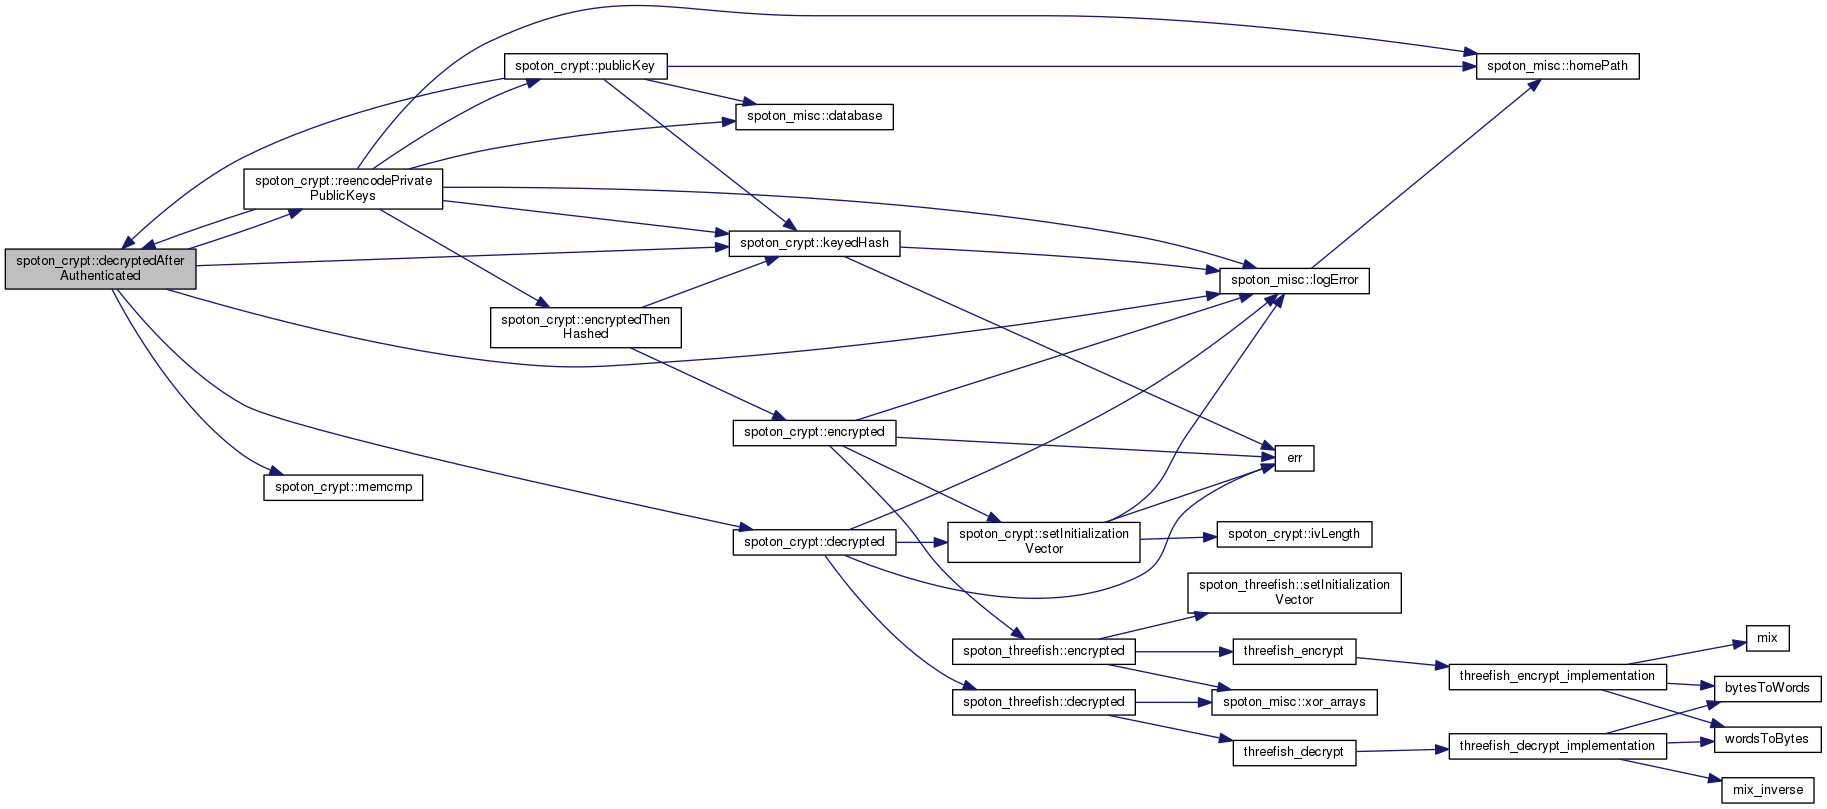 spoton_crypt::publicKey
spoton_misc::homePath
spoton_misc::database
spoton_crypt::reencodePrivate
PublicKeys
spoton_crypt::keyedHash
spoton_crypt::decryptedAfter
Authenticated
spoton_misc::logError
spoton_crypt::encryptedThen
Hashed
spoton_crypt::encrypted
err
spoton_crypt::memcmp
spoton_crypt::decrypted
spoton_crypt::setInitialization
Vector
spoton_crypt::ivLength
spoton_threefish::setInitialization
Vector
mix
spoton_threefish::encrypted
threefish_encrypt
threefish_encrypt_implementation
bytesToWords
spoton_threefish::decrypted
spoton_misc::xor_arrays
wordsToBytes
threefish_decrypt
threefish_decrypt_implementation
mix_inverse